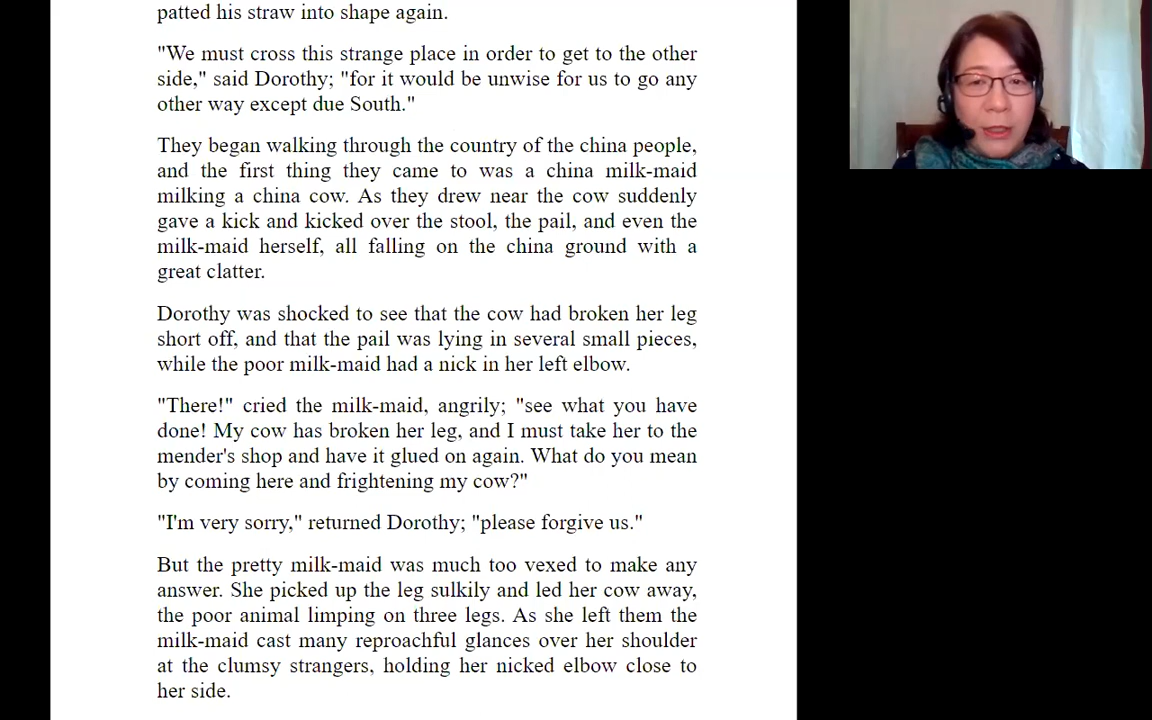 patted his straw into shape again.
"We must cross this strange place in order to get to the other
side," said Dorothy; "for it would be unwise for us to go any
other way except due South."
They began walking through the country of the china people,
and the first thing they came to was a china milk-maid
milking a china cow. As they drew near the cow suddenly
gave a kick and kicked over the stool, the pail, and even the
milk-maid herself, all falling on the china ground with a
great clatter.
Dorothy was shocked to see that the cow had broken her leg
short off, and that the pail was lying in several small pieces,
while the poor milk-maid had a nick in her left elbow.
"There!" cried the milk-maid, angrily; "see what you have
done! My cow has broken her leg, and I must take her to the
mender's shop and have it glued on again. What do you mean
by coming here and frightening my cow?"
"I'm very sorry," returned Dorothy; "please forgive us."
But the pretty milk-maid was much too vexed to make any
answer. She picked up the leg sulkily and led her cow away,
the poor animal limping on three legs. As she left them the
milk-maid cast many reproachful glances over her shoulder
at the clumsy strangers, holding her nicked elbow close to
her side.